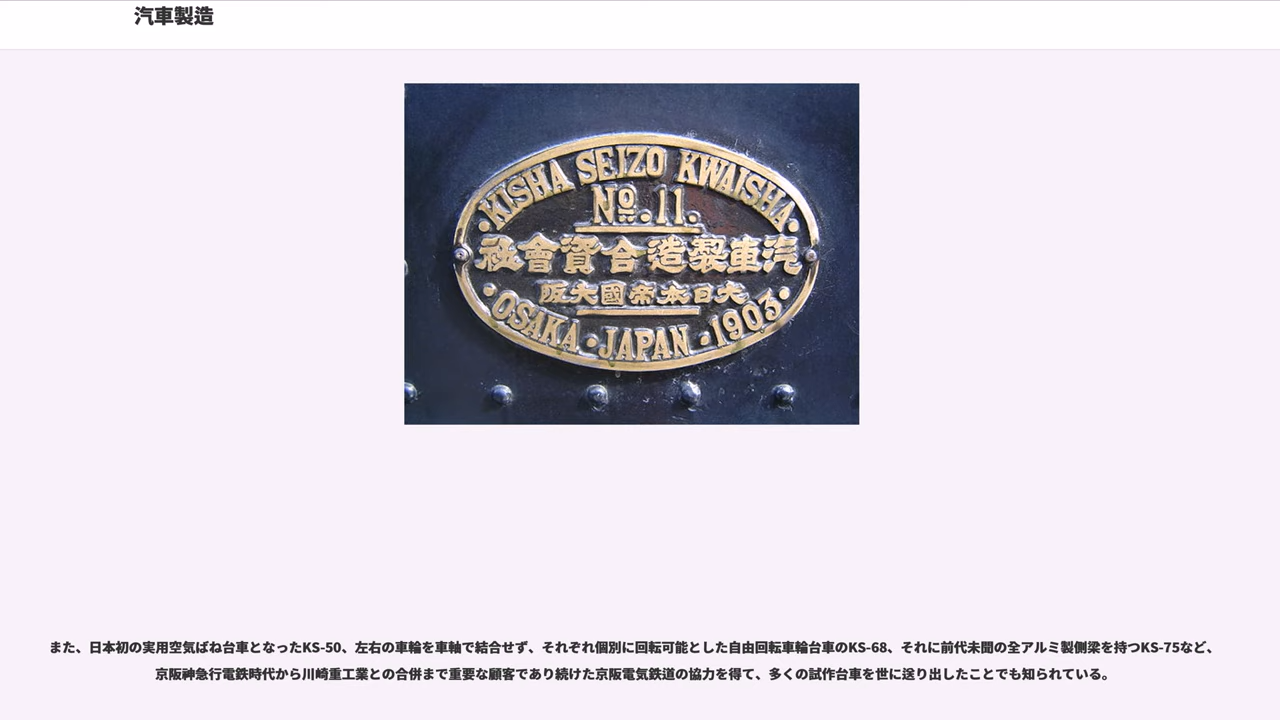 汽車製造
KISHA SEIZO KWAISHA
No.11.
社會資合造製車汽
阪大國帝本日大
OSAKA・JAPAN・1903
また、日本初の実用空気ばね台車となったKS-50、左右の車輪を車軸で結合せず、それぞれ個別に回転可能とした自由回転車輪台車のKS-68、それに前代未聞の全アルミ製側梁を持つKS-75など、
京阪神急行電鉄時代から川崎重工業との合併まで重要な顧客であり続けた京阪電気鉄道の協力を得て、多くの試作台車を世に送り出したことでも知られている。